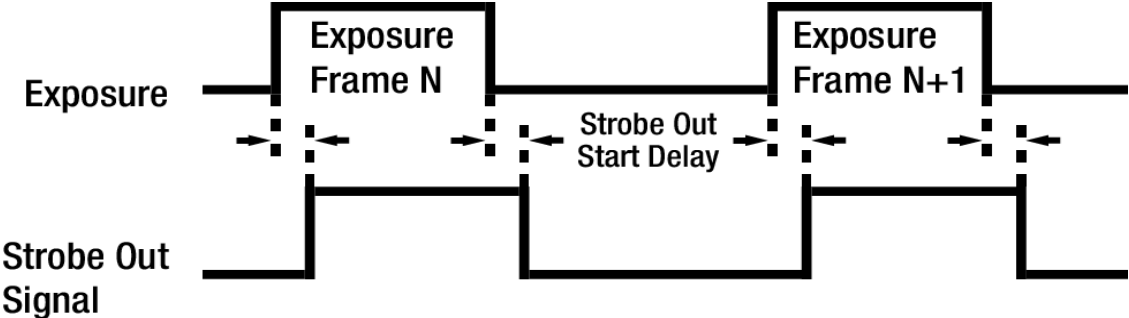 Exposure
Frame N
Exposure
Frame N+1
Exposure
Strobe Out
Start Delay
Strobe Out
Signal